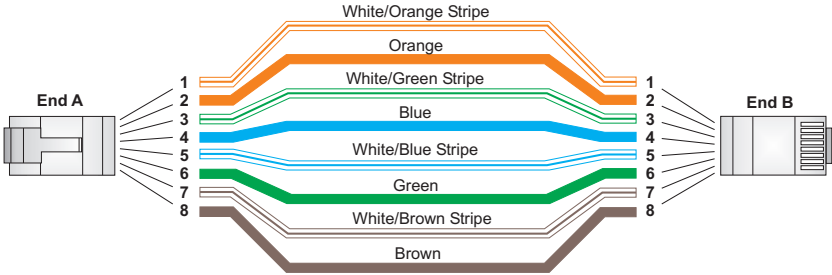 White/Orange Stripe
Orange
White/Green Stripe
Blue
White/Blue Stripe
Green
White/Brown Stripe
Brown
End A
1
2
3
4
5
6
7
8
End B
1
2
3
4
5
6
7
8